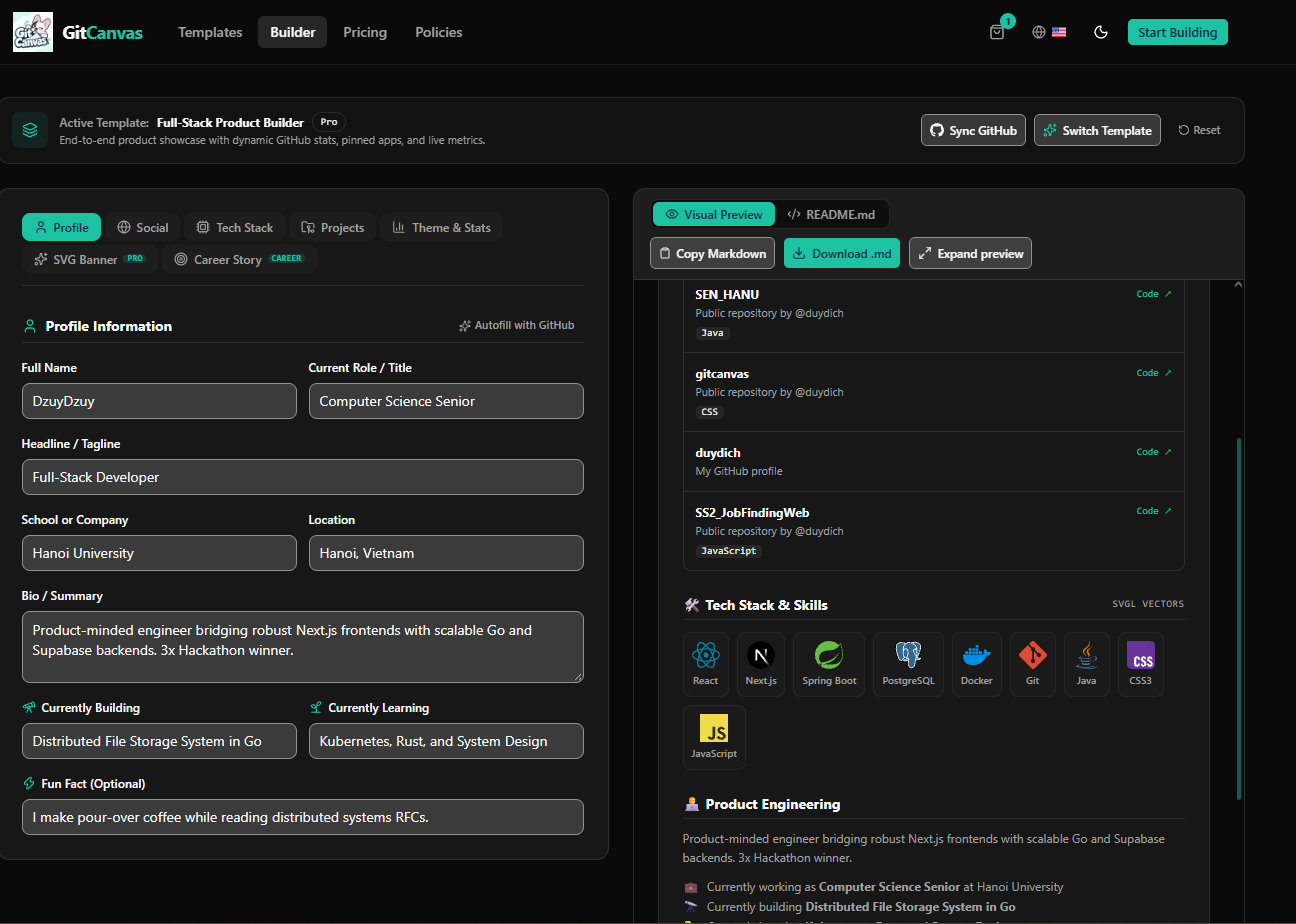 GitCanvas
Templates
Builder
Pricing
Policies
1
Start Building
Active Template: Full-Stack Product Builder Pro
End-to-end product showcase with dynamic GitHub stats, pinned apps, and live metrics.
Sync GitHub
Switch Template
Reset
Profile
Social
Tech Stack
Projects
Theme & Stats
SVG Banner PRO
Career Story CAREER
Profile Information
Autofill with GitHub
Full Name
DzuyDzuy
Current Role / Title
Computer Science Senior
Headline / Tagline
Full-Stack Developer
School or Company
Hanoi University
Location
Hanoi, Vietnam
Bio / Summary
Product-minded engineer bridging robust Next.js frontends with scalable Go and
Supabase backends. 3x Hackathon winner.
Currently Building
Distributed File Storage System in Go
Currently Learning
Kubernetes, Rust, and System Design
Fun Fact (Optional)
I make pour-over coffee while reading distributed systems RFCs.
Visual Preview
</> README.md
Copy Markdown
Download .md
Expand preview
SEN_HANU
Code ↗
Public repository by @duydich
Java
gitcanvas
Code ↗
Public repository by @duydich
CSS
duydich
Code ↗
My GitHub profile
SS2_JobFindingWeb
Code ↗
Public repository by @duydich
JavaScript
Tech Stack & Skills
SVGL VECTORS
React
N
Next.js
Spring Boot
PostgreSQL
Docker
Git
Java
CSS
CSS3
JS
JavaScript
Product Engineering
Product-minded engineer bridging robust Next.js frontends with scalable Go and Supabase
backends. 3x Hackathon winner.
Currently working as Computer Science Senior at Hanoi University
Currently building Distributed File Storage System in Go